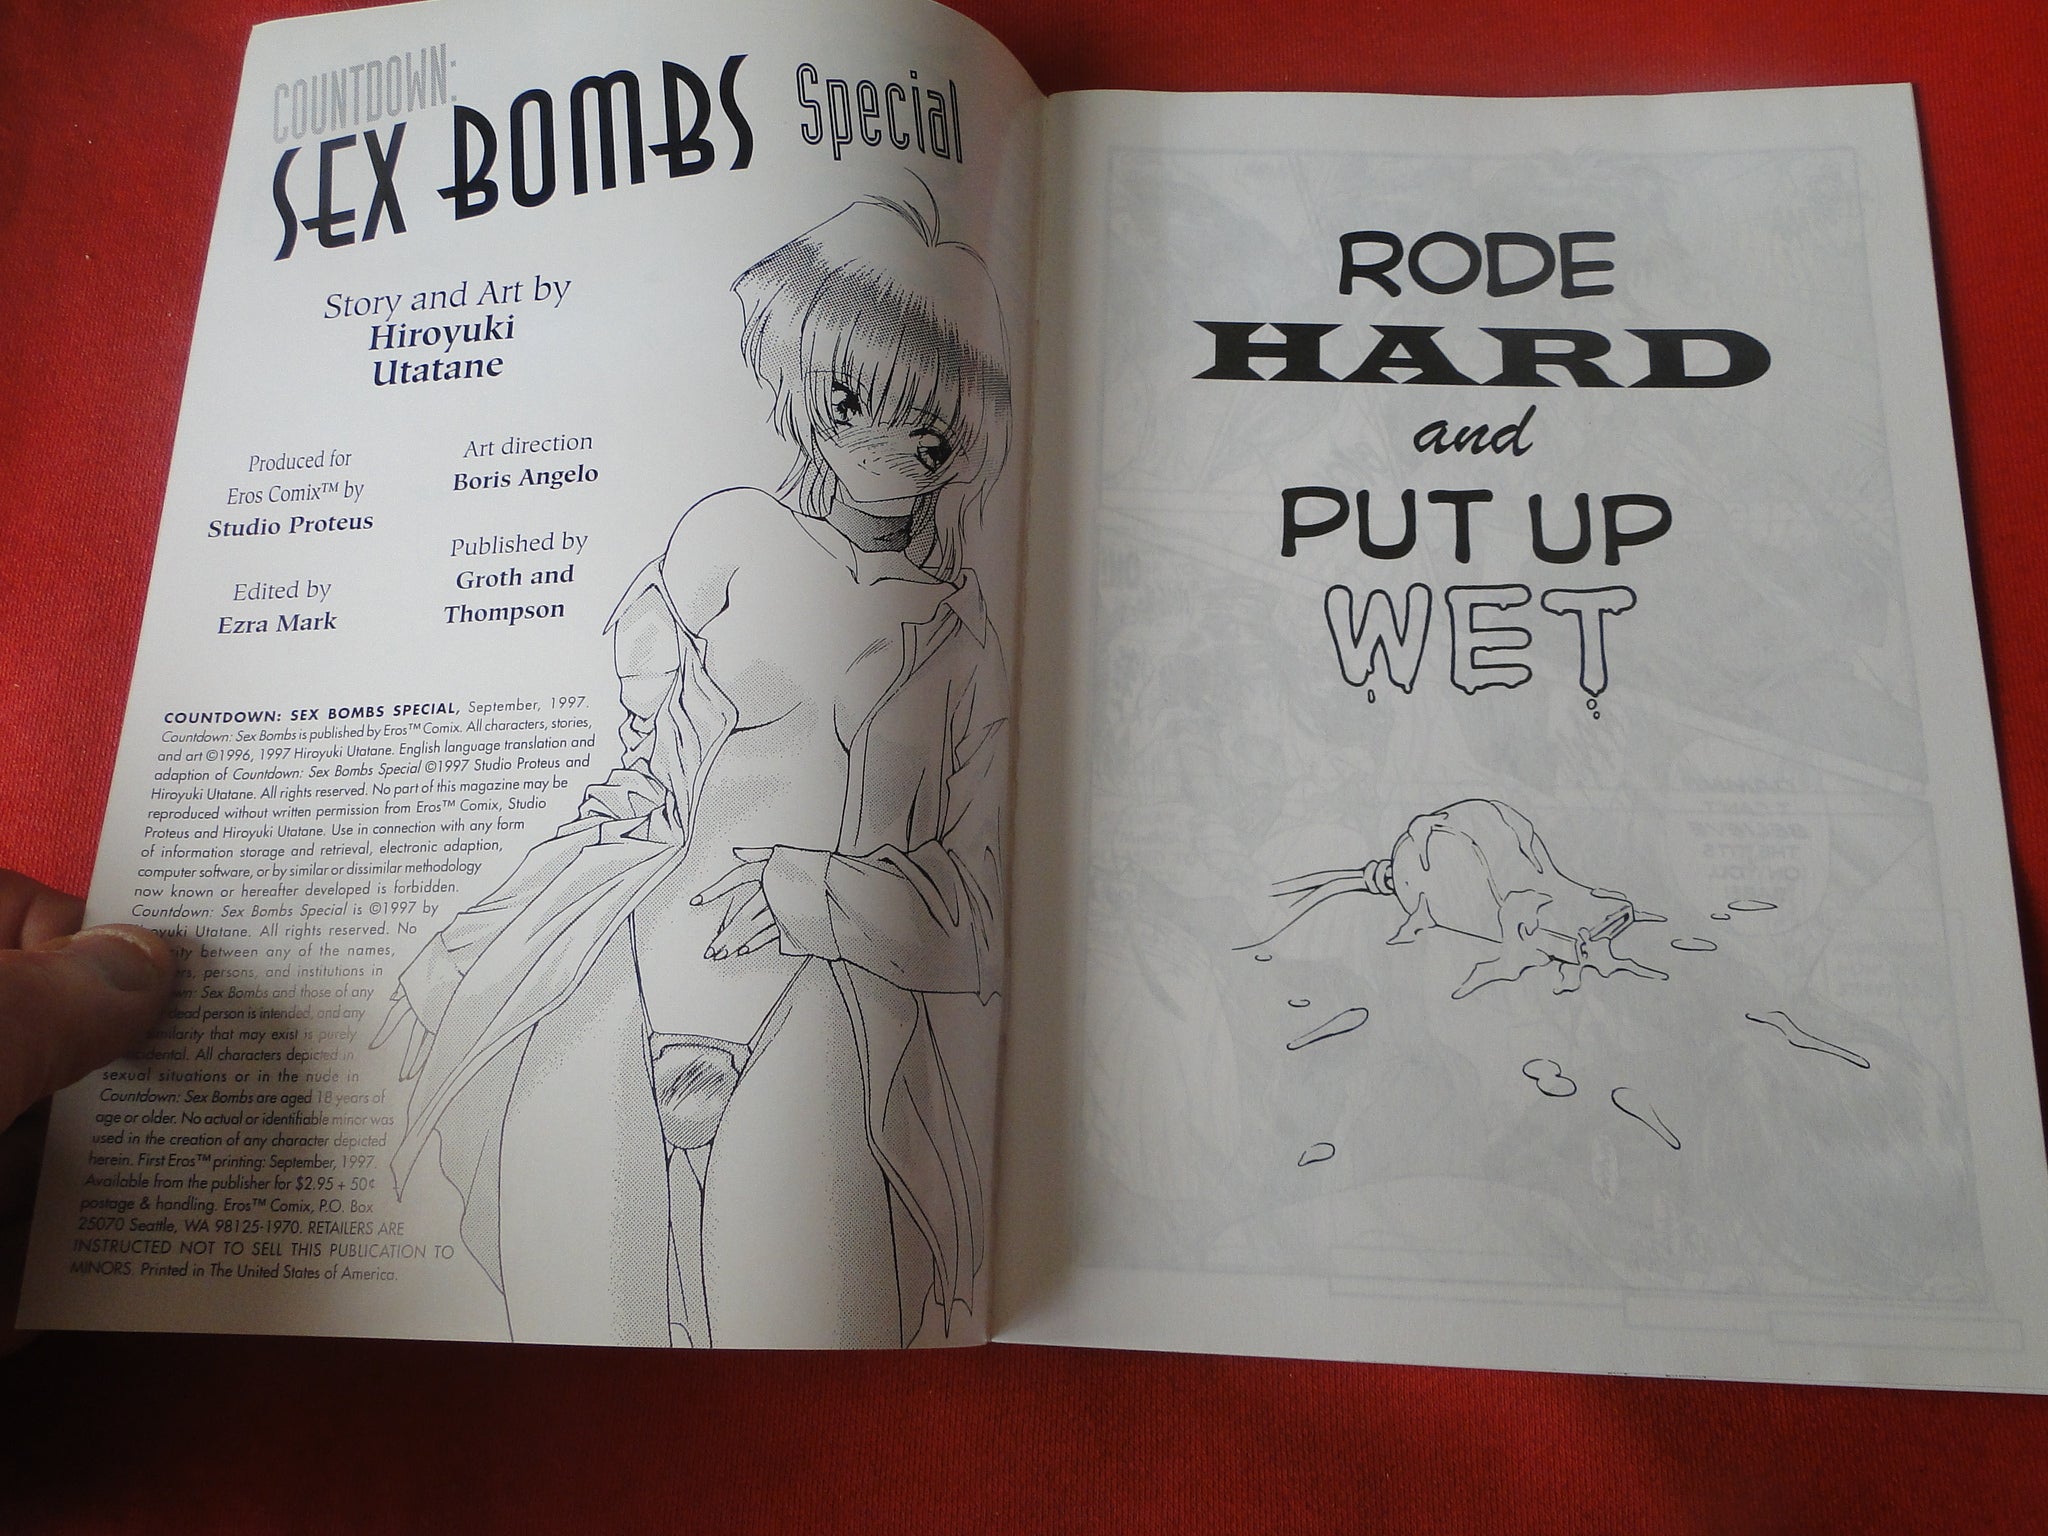 COUNTDOWN:
SEX BOMBS Special
Story and Art by
Hiroyuki
Utatane
Produced for
Eros Comix™ by
Studio Proteus
Edited by
Ezra Mark
Art direction
Boris Angelo
Published by
Groth and
Thompson
COUNTDOWN: SEX BOMBS SPECIAL, September, 1997.
Countdown: Sex Bombs is published by Eros™ Comix. All characters, stories,
and art ©1996, 1997 Hiroyuki Utatane. English language translation and
adaption of Countdown: Sex Bombs Special ©1997 Studio Proteus and
Hiroyuki Utatane. All rights reserved. No part of this magazine may be
reproduced without written permission from Eros™ Comix, Studio
Proteus and Hiroyuki Utatane. Use in connection with any form
of information storage and retrieval, electronic adaption,
computer software, or by similar or dissimilar methodology
now known or hereafter developed is forbidden.
Countdown: Sex Bombs Special is ©1997 by
Utatane. All rights reserved. No
between any of the names,
persons, and institutions in
Sex Bombs and those of any
dead person is intended, and any
similarity that may exist is purely
All characters depicted in
sexual situations or in the nude in
Countdown: Sex Bombs are aged 18 years of
age or older. No actual or identifiable minor was
used in the creation of any character depicted
herein. First Eros™ printing: September, 1997.
Available from the publisher for $2.95 + 50¢
postage & handling. Eros™ Comix, P.O. Box
25070 Seattle, WA 98125-1970. RETAILERS ARE
INSTRUCTED NOT TO SELL THIS PUBLICATION TO
MINORS. Printed in The United States of America.
RODE
HARD
and
PUT UP
WET